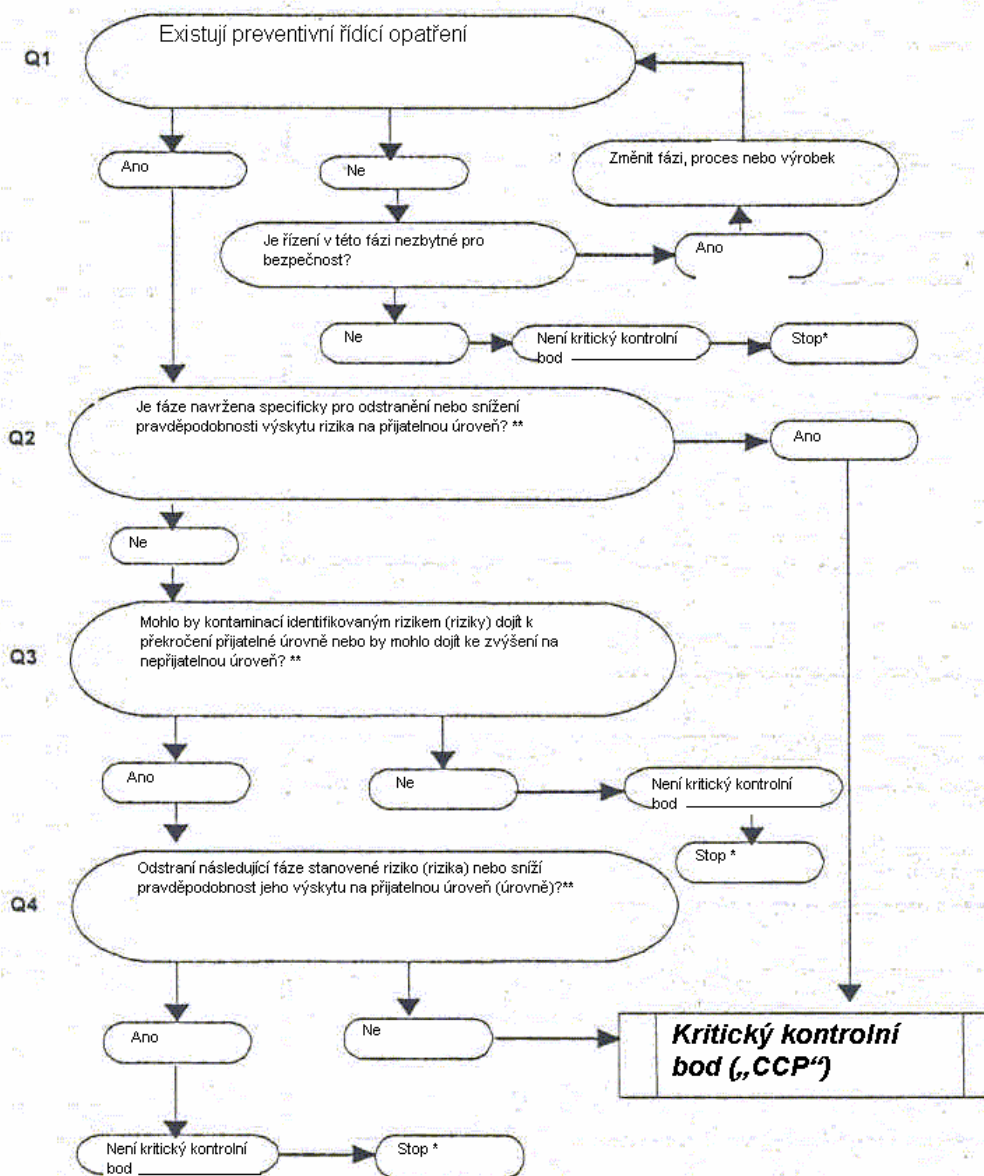 Q1
Existují preventivní řídící opatření
Ano
Ne
Změnit fázi, proces nebo výrobek
Je řízení v této fázi nezbytné pro
bezpečnost?
Ano
Ne
Není kritický kontrolní
bod
Stop*
Q2
Je fáze navržena specificky pro odstranění nebo snížení
pravděpodobnosti výskytu rizika na přijatelnou úroveň? **
Ano
Ne
Q3
Mohlo by kontaminací identifikovaným rizikem (riziky) dojít k
překročení přijatelné úrovně nebo by mohlo dojít ke zvýšení na
nepřijatelnou úroveň? **
Ano
Ne
Není kritický kontrolní
bod
Stop *
Q4
Odstraní následující fáze stanovené riziko (rizika) nebo sníží
pravděpodobnost jeho výskytu na přijatelnou úroveň (úrovně)?**
Ano
Ne
Kritický kontrolní
bod („CCP“)
Není kritický kontrolní
bod
Stop *